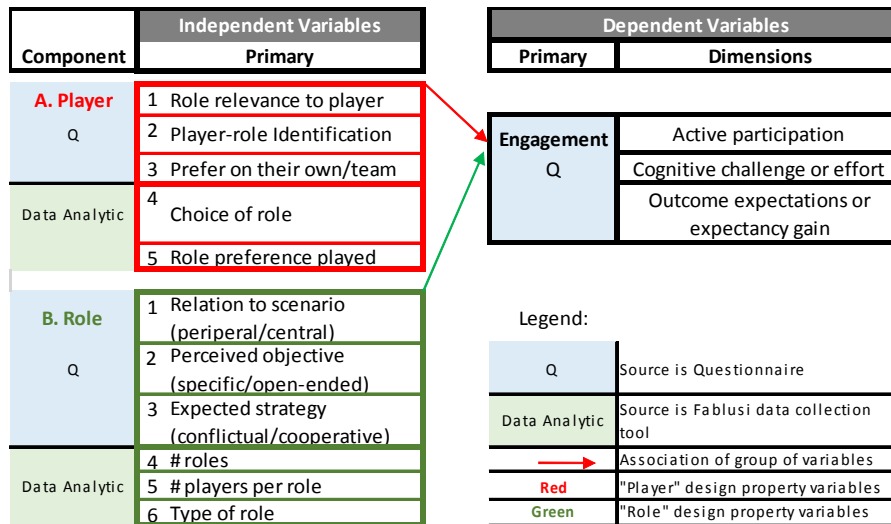 Independent Variables
Component Primary
A. Player
Q
1 Role relevance to player
2 Player-role Identification
3 Prefer on their own/team
Data Analytic
4 Choice of role
5 Role preference played
B. Role
Q
1 Relation to scenario
(periperal/central)
2 Perceived objective
(specific/open-ended)
3 Expected strategy
(conflictual/cooperative)
Data Analytic
4 # roles
5 # players per role
6 Type of role
Dependent Variables
Primary Dimensions
Engagement
Q
Active participation
Cognitive challenge or effort
Outcome expectations or
expectancy gain
Legend:
Q Source is Questionnaire
Data Analytic Source is Fablusi data collection
tool
Association of group of variables
Red "Player" design property variables
Green "Role" design property variables